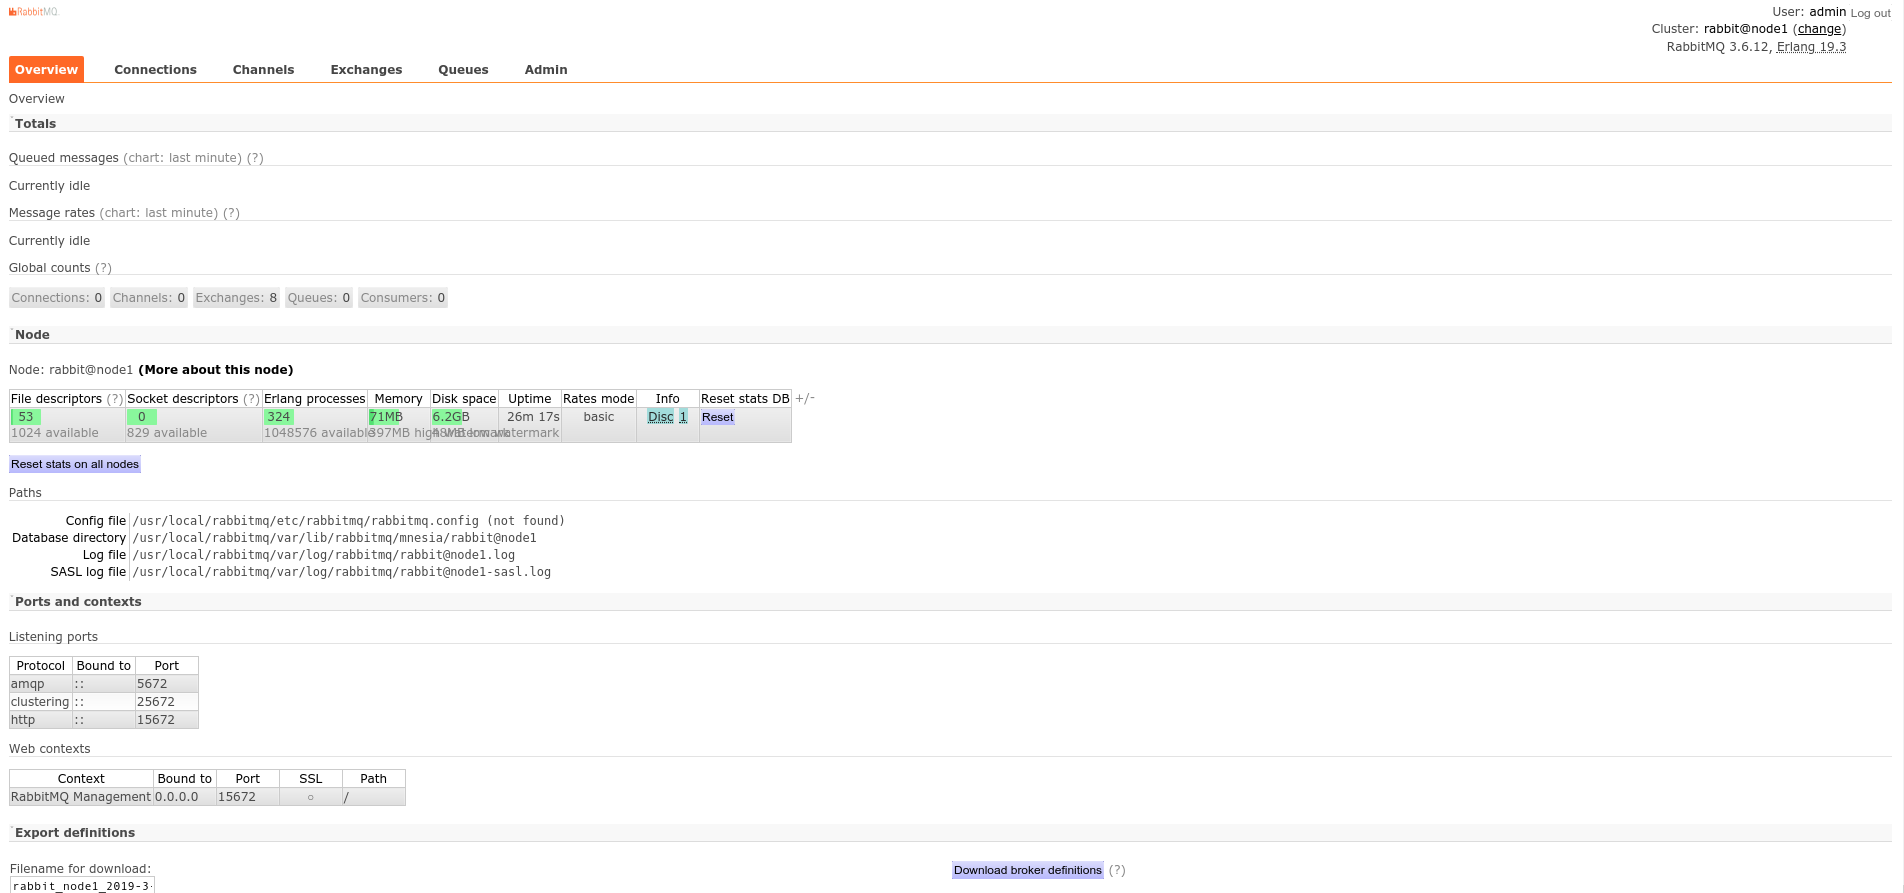 RabbitMQ
User: admin Log out
Cluster: rabbit@node1 (change)
RabbitMQ 3.6.12, Erlang 19.3
Overview Connections Channels Exchanges Queues Admin
Overview
Totals
Queued messages (chart: last minute) (?)
Currently idle
Message rates (chart: last minute) (?)
Currently idle
Global counts (?)
Connections: 0 Channels: 0 Exchanges: 8 Queues: 0 Consumers: 0
Node
Node: rabbit@node1 (More about this node)
File descriptors (?) Socket descriptors (?) Erlang processes Memory Disk space Uptime Rates mode Info Reset stats DB +/-
53 0 324 71MB 6.2GB 26m 17s basic Disc 1 Reset
1024 available 829 available 1048576 available 397MB high watermark 48MB low watermark
Reset stats on all nodes
Paths
Config file /usr/local/rabbitmq/etc/rabbitmq/rabbitmq.config (not found)
Database directory /usr/local/rabbitmq/var/lib/rabbitmq/mnesia/rabbit@node1
Log file /usr/local/rabbitmq/var/log/rabbitmq/rabbit@node1.log
SASL log file /usr/local/rabbitmq/var/log/rabbitmq/rabbit@node1-sasl.log
Ports and contexts
Listening ports
Protocol Bound to Port
amqp :: 5672
clustering :: 25672
http :: 15672
Web contexts
Context Bound to Port SSL Path
RabbitMQ Management 0.0.0.0 15672 ○ /
Export definitions
Filename for download:
Download broker definitions (?)
rabbit_node1_2019-3-